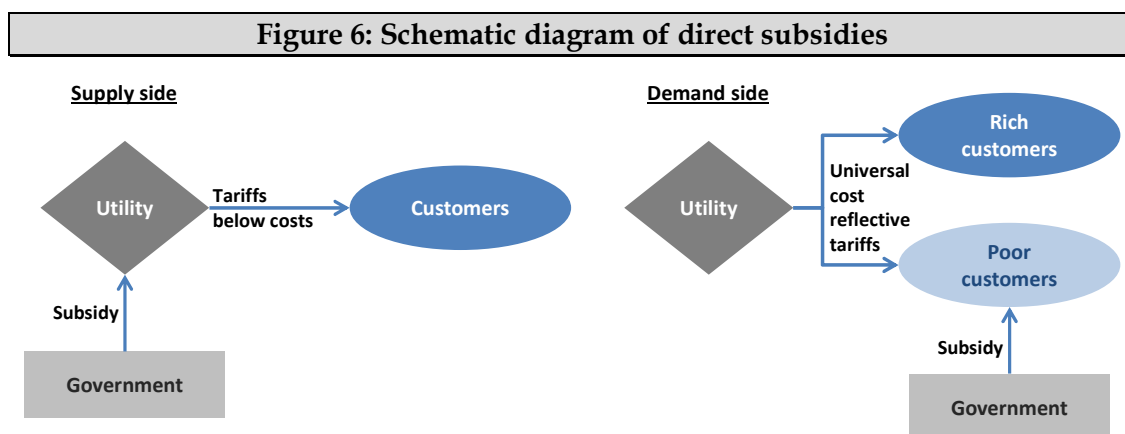 Figure 6: Schematic diagram of direct subsidies
Supply side
Utility
Tariffs
below costs
Customers
Subsidy
Government
Demand side
Utility
Universal
cost
reflective
tariffs
Rich
customers
Poor
customers
Subsidy
Government